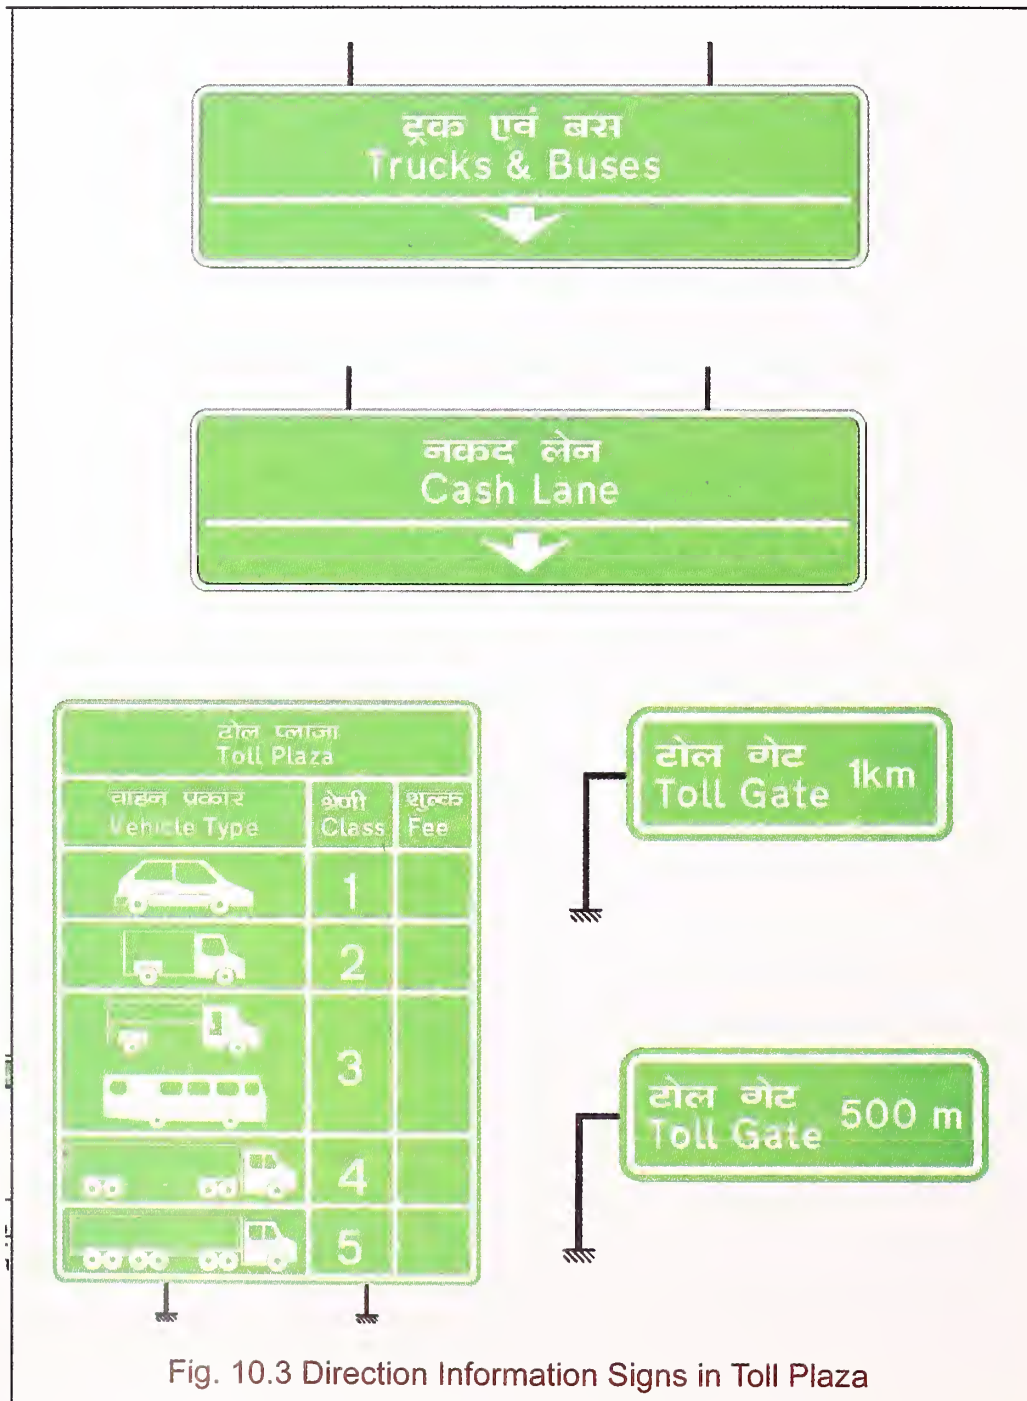 ट्रक एवं बस
Trucks & Buses
नकद लेन
Cash Lane
टोल प्लाजा
Toll Plaza
वाहन प्रकार श्रेणी शुल्क
Vehicle Type Class Fee
1
2
3
4
5
टोल गेट
Toll Gate 1km
टोल गेट
Toll Gate 500 m
Fig. 10.3 Direction Information Signs in Toll Plaza